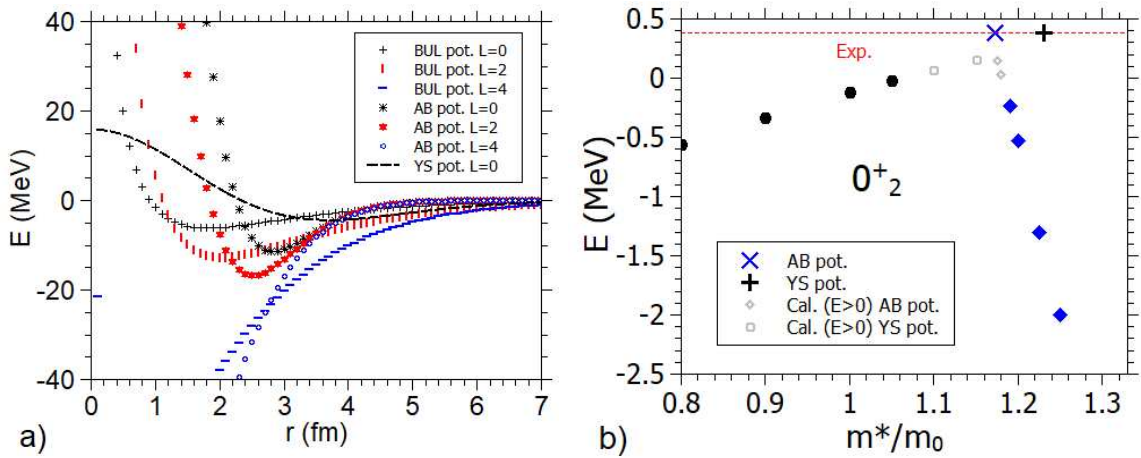 40
20
0
-20
-40
E (MeV)
BUL pot. L=0
BUL pot. L=2
BUL pot. L=4
AB pot. L=0
AB pot. L=2
AB pot. L=4
YS pot. L=0
0 1 2 3 4 5 6 7
r (fm)
a)
0.5
0
-0.5
-1
-1.5
-2
-2.5
E (MeV)
Exp.
0⁺₂
AB pot.
YS pot.
Cal. (E>0) AB pot.
Cal. (E>0) YS pot.
0.8 0.9 1 1.1 1.2 1.3
m*/m₀
b)